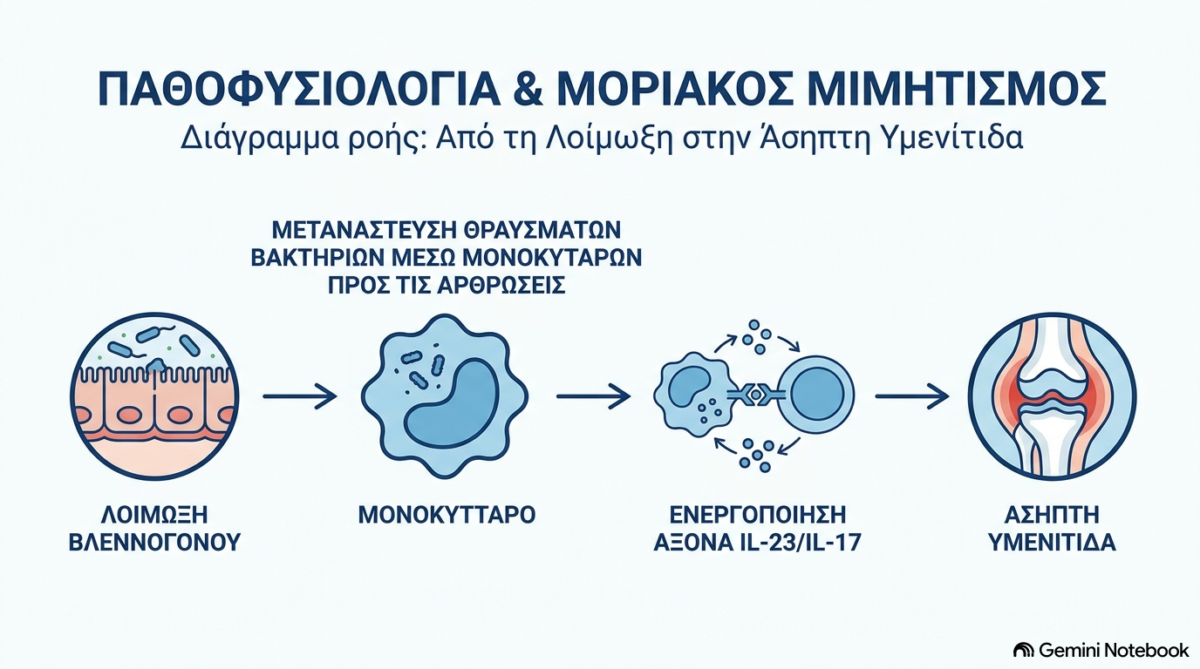 ΠΑΘΟΦΥΣΙΟΛΟΓΙΑ & ΜΟΡΙΑΚΟΣ ΜΙΜΗΤΙΣΜΟΣ
Διάγραμμα ροής: Από τη Λοίμωξη στην Άσηπτη Υμενίτιδα
ΜΕΤΑΝΑΣΤΕΥΣΗ ΘΡΑΥΣΜΑΤΩΝ
ΒΑΚΤΗΡΙΩΝ ΜΕΣΩ ΜΟΝΟΚΥΤΑΡΩΝ
ΠΡΟΣ ΤΙΣ ΑΡΘΡΩΣΕΙΣ
ΛΟΙΜΩΞΗ
ΒΛΕΝΝΟΓΟΝΟΥ
ΜΟΝΟΚΥΤΤΑΡΟ
ΕΝΕΡΓΟΠΟΙΗΣΗ
ΑΞΟΝΑ IL-23/IL-17
ΑΣΗΠΤΗ
ΥΜΕΝΙΤΙΔΑ
Gemini Notebook